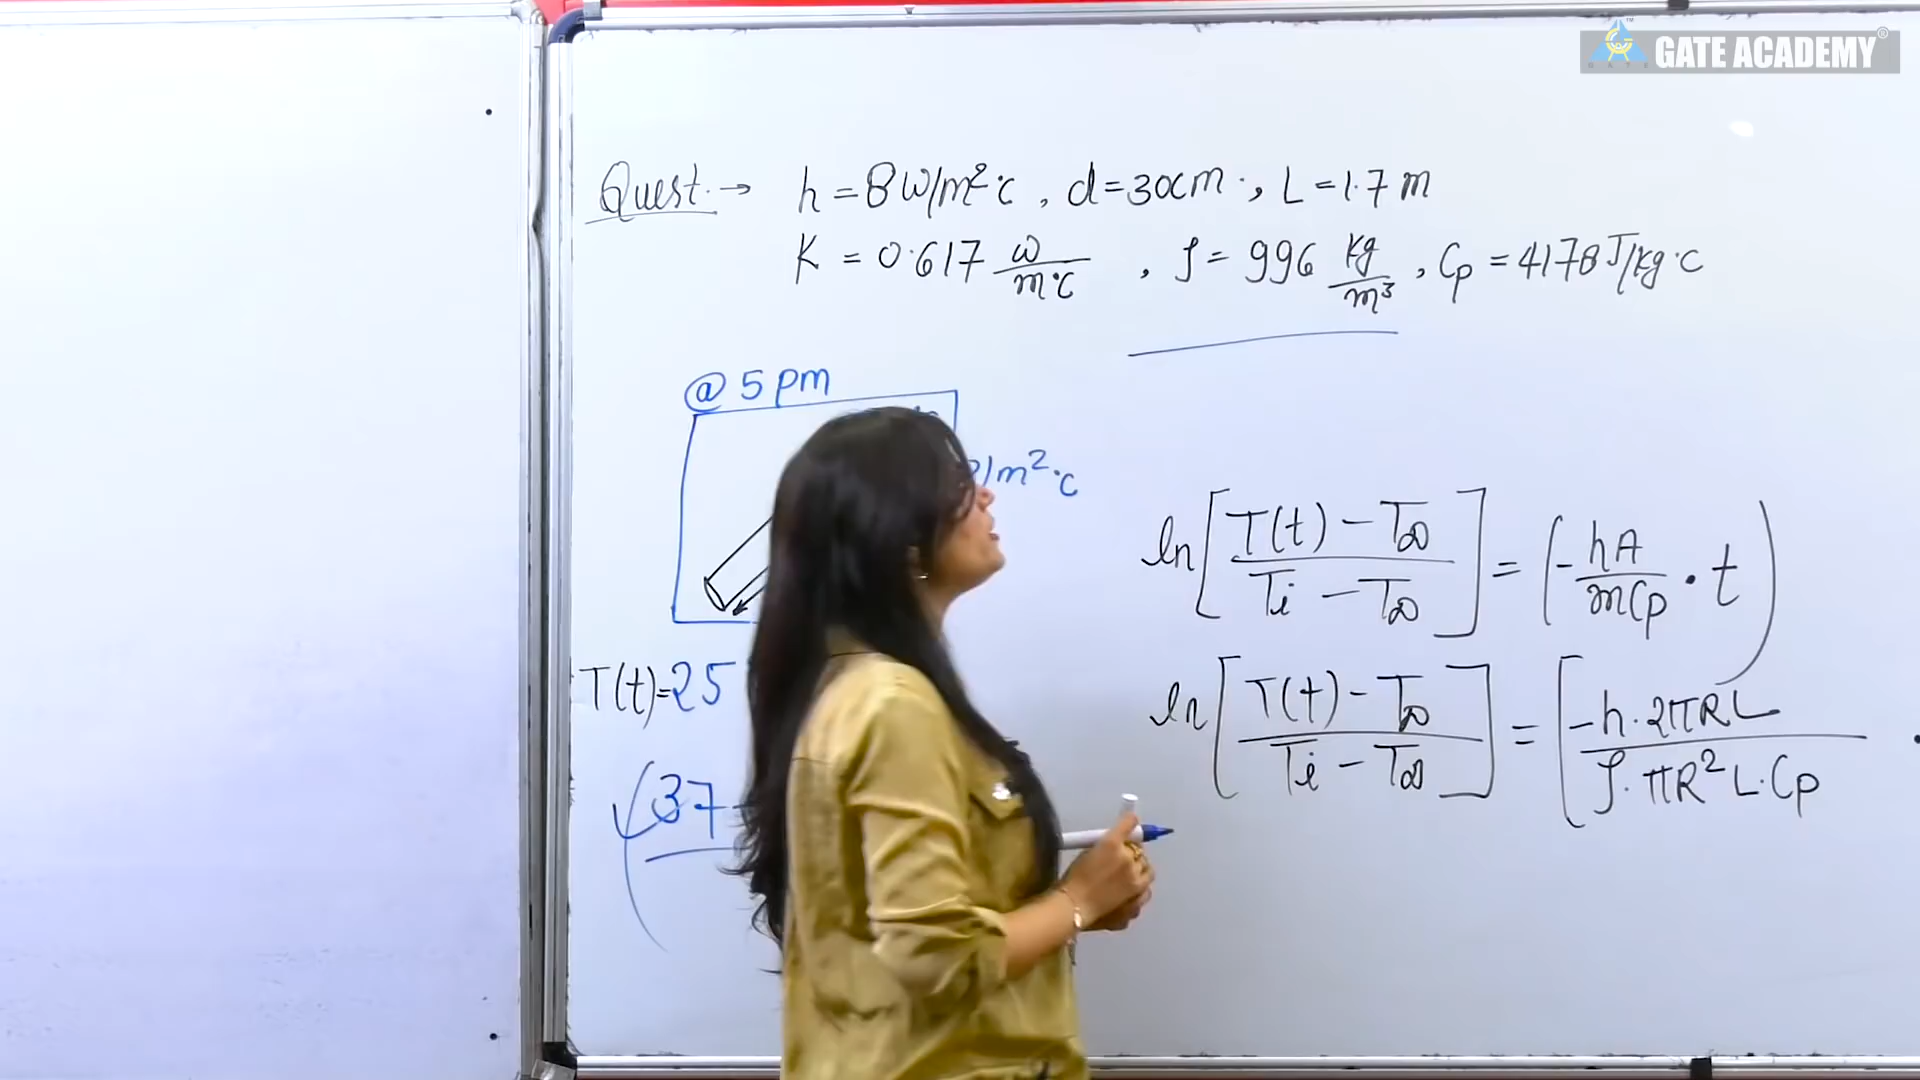 GATE ACADEMY
Quest. → h = 8 W/m²°C, d = 30cm, L = 1.7 m
K = 0.617 W/m°C, ρ = 996 kg/m³, Cp = 4178 J/kg°C
@ 5 pm
/m²°C
ln[T(t) - T∞ / Ti - T∞] = (-hA/mCp · t)
T(t)=25
ln[T(t) - T∞ / Ti - T∞] = [-h·2πRL / ρ·πR²L·Cp
(37-